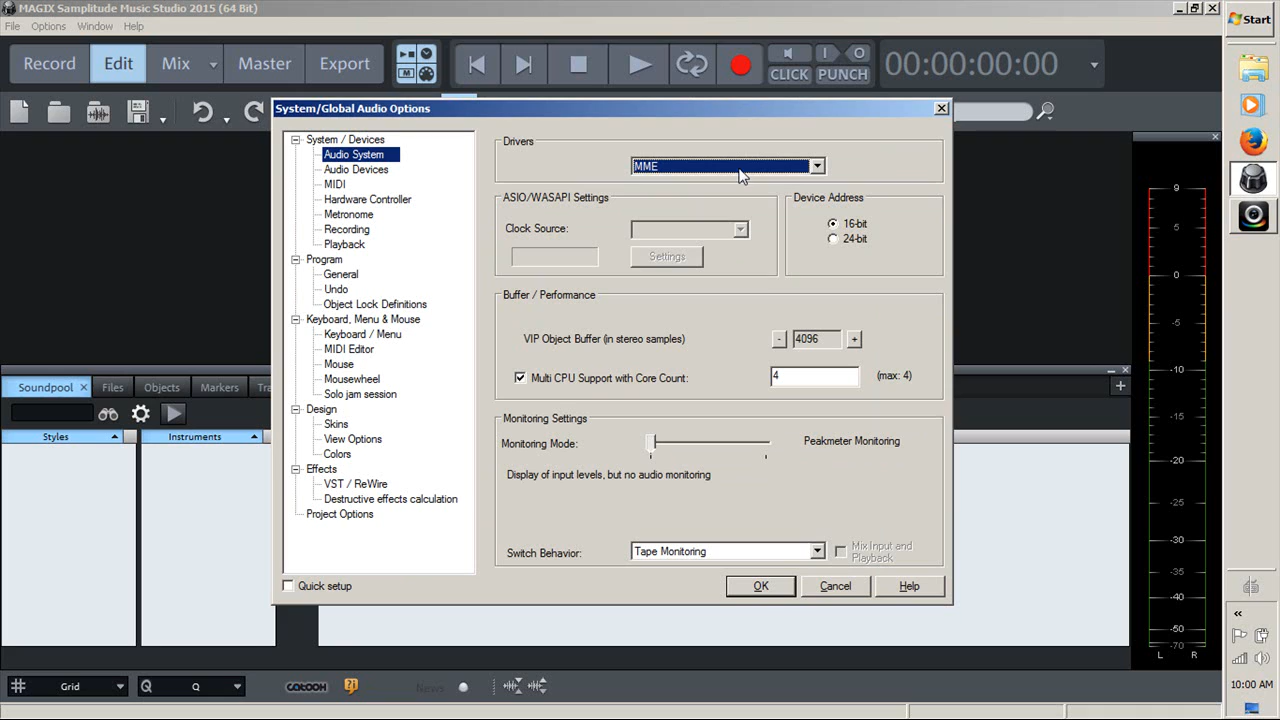 MAGIX Samplitude Music Studio 2015 (64 Bit)
File Options Window Help
Start
Record Edit Mix Master Export
CLICK PUNCH
I O
00:00:00:00
M
System/Global Audio Options
System / Devices
Audio System
Audio Devices
MIDI
Hardware Controller
Metronome
Recording
Playback
Program
General
Undo
Object Lock Definitions
Keyboard, Menu & Mouse
Keyboard / Menu
MIDI Editor
Mouse
Mousewheel
Solo jam session
Design
Skins
View Options
Colors
Effects
VST / ReWire
Destructive effects calculation
Project Options
Quick setup
Drivers
MME
ASIO/WASAPI Settings
Clock Source:
Settings
Device Address
16-bit
24-bit
Buffer / Performance
VIP Object Buffer (in stereo samples) - 4096 +
Multi CPU Support with Core Count: 4 (max: 4)
Monitoring Settings
Monitoring Mode: Peakmeter Monitoring
Display of input levels, but no audio monitoring
Switch Behavior: Tape Monitoring
Mix Input and
Playback
OK Cancel Help
Soundpool Files Objects Markers Tra
Styles Instruments
9
5
0
-5
-10
-15
-20
-25
-30
-35
-40
-50
-70
L R
Grid Q Q catooh News
10:00 AM